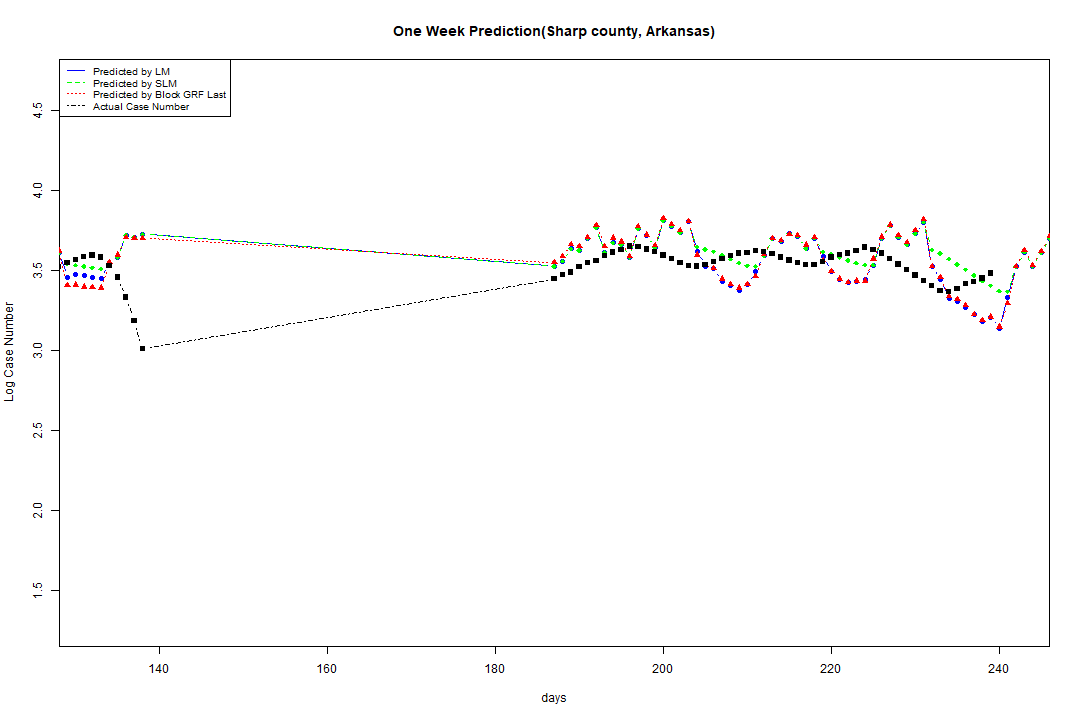 One Week Prediction(Sharp county, Arkansas)
Predicted by LM
Predicted by SLM
Predicted by Block GRF Last
Actual Case Number
4.5
4.0
3.5
3.0
2.5
2.0
1.5
Log Case Number
140 160 180 200 220 240
days